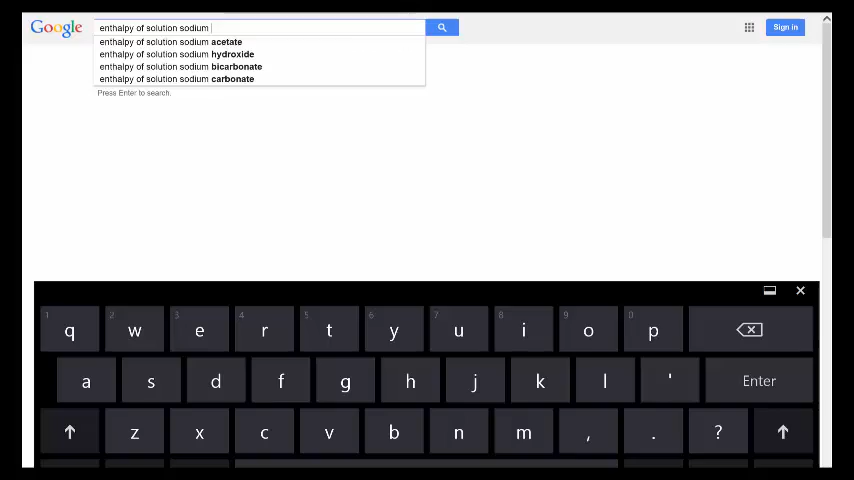 Google
enthalpy of solution sodium
Sign in
enthalpy of solution sodium acetate
enthalpy of solution sodium hydroxide
enthalpy of solution sodium bicarbonate
enthalpy of solution sodium carbonate
Press Enter to search.
1 2 3 4 5 6 7 8 9 0
q w e r t y u i o p
a s d f g h j k l ' Enter
z x c v b n m , . ?